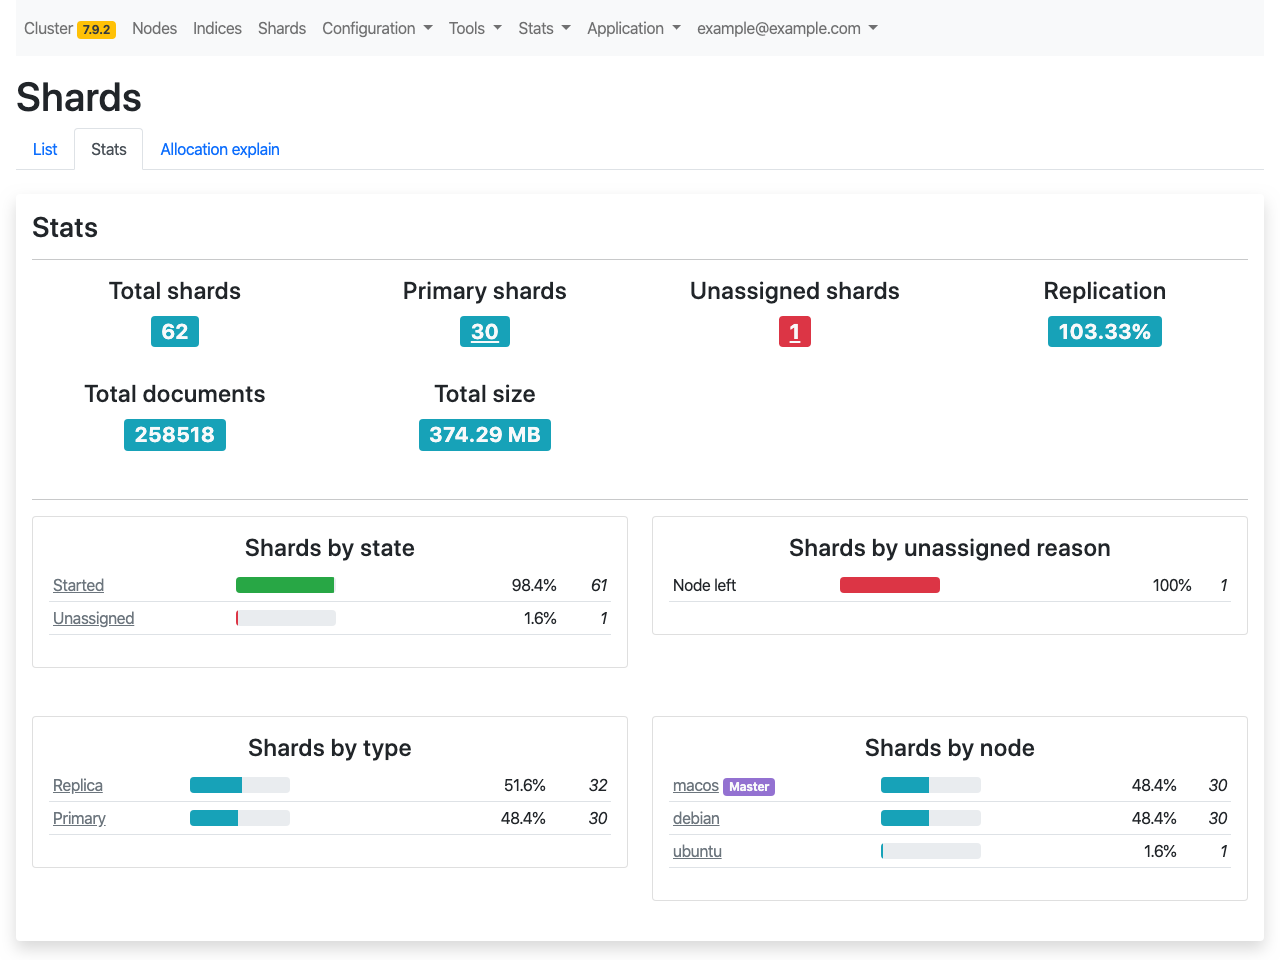 Cluster 7.9.2 Nodes Indices Shards Configuration Tools Stats Application example@example.com
Shards
List Stats Allocation explain
Stats
Total shards Primary shards Unassigned shards Replication
62 30 1 103.33%
Total documents Total size
258518 374.29 MB
Shards by state
Started 98.4% 61
Unassigned 1.6% 1
Shards by unassigned reason
Node left 100% 1
Shards by type
Replica 51.6% 32
Primary 48.4% 30
Shards by node
macos Master 48.4% 30
debian 48.4% 30
ubuntu 1.6% 1